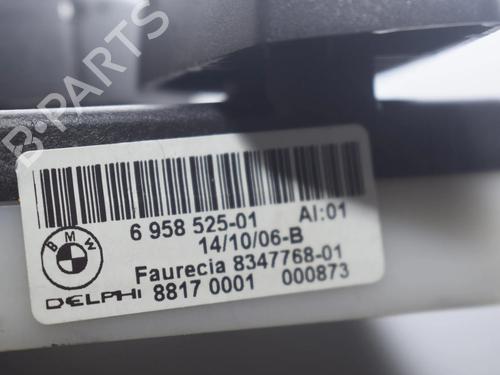 B-PARTS
6 958 525-01 AI:01
14/10/06-B
BMW
Faurecia 8347768-01
DELPHI 8817 0001 000873